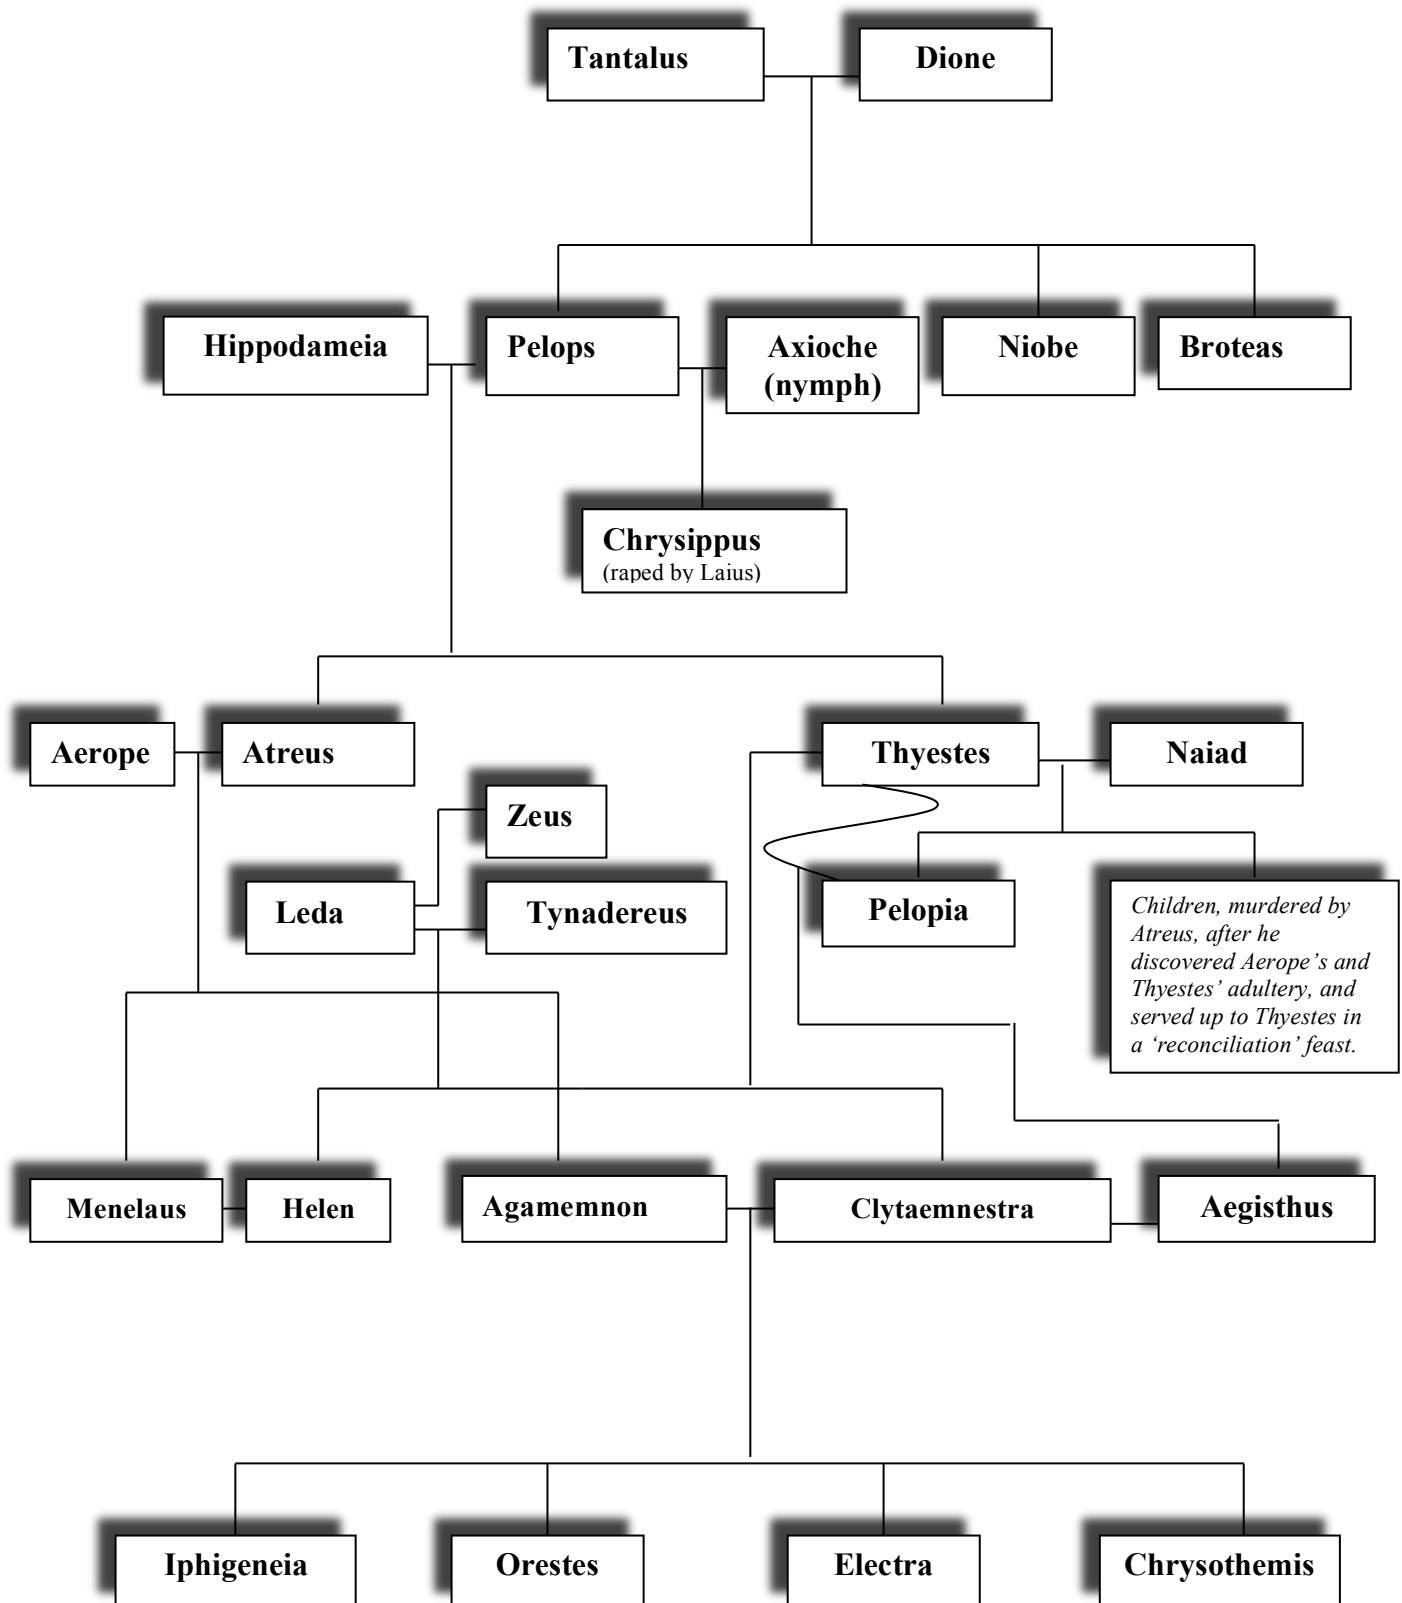 Tantalus
Dione
Hippodameia
Pelops
Axioche
(nymph)
Niobe
Broteas
Chrysippus
(raped by Laius)
Aerope
Atreus
Thyestes
Naiad
Zeus
Leda
Tynadereus
Pelopia
Children, murdered by
Atreus, after he
discovered Aerope’s and
Thyestes’ adultery, and
served up to Thyestes in
a ‘reconciliation’ feast.
Menelaus
Helen
Agamemnon
Clytaemnestra
Aegisthus
Iphigeneia
Orestes
Electra
Chrysothemis